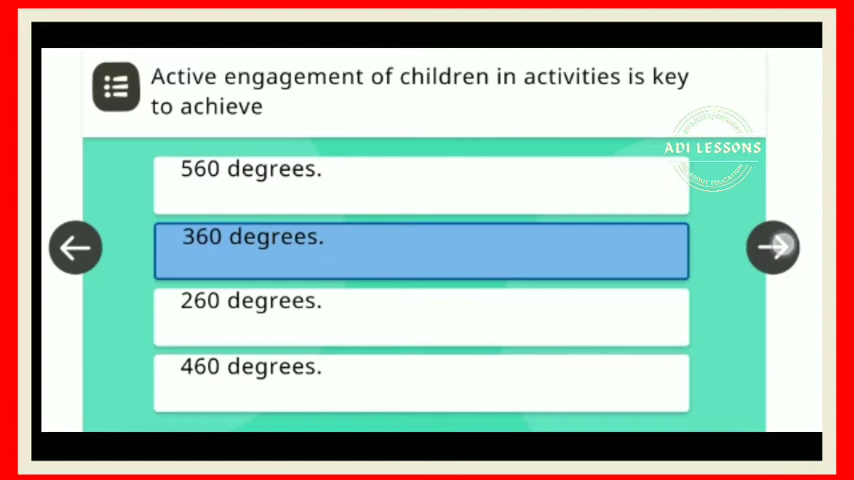 Active engagement of children in activities is key
to achieve
ADI LESSONS
560 degrees.
360 degrees.
260 degrees.
460 degrees.